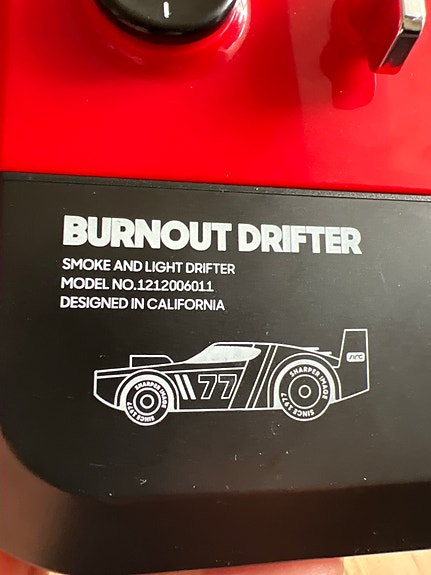 BURNOUT DRIFTER
SMOKE AND LIGHT DRIFTER
MODEL NO.1212006011
DESIGNED IN CALIFORNIA
nrc
77
SHARPER IMAGE
SINCE 1977
SHARPER IMAGE
SINCE 1977